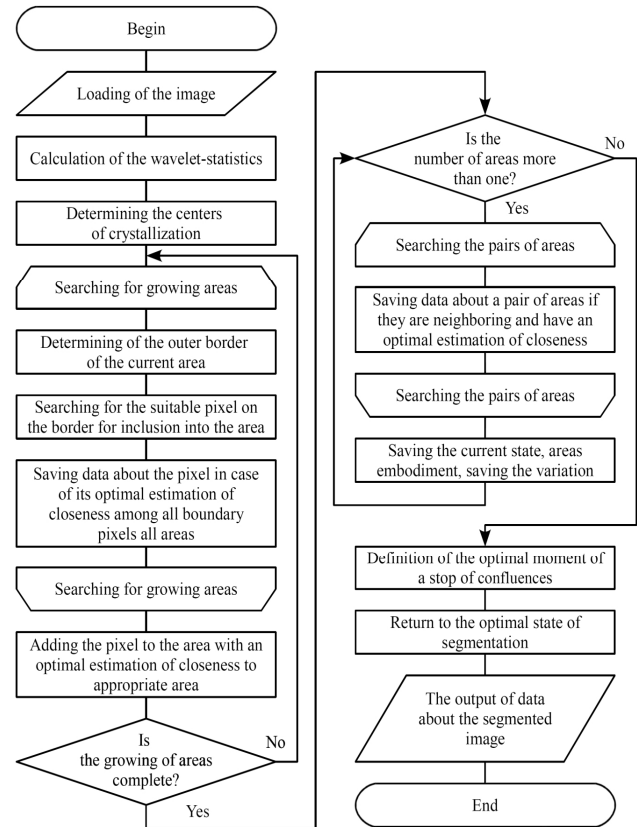 Begin
Loading of the image
Calculation of the wavelet-statistics
Determining the centers
of crystallization
Searching for growing areas
Determining of the outer border
of the current area
Searching for the suitable pixel on
the border for inclusion into the area
Saving data about the pixel in case
of its optimal estimation of
closeness among all boundary
pixels all areas
Searching for growing areas
Adding the pixel to the area with an
optimal estimation of closeness to
appropriate area
Is
the growing of areas
complete?
No
Yes
Is the
number of areas more
than one?
No
Yes
Searching the pairs of areas
Saving data about a pair of areas if
they are neighboring and have an
optimal estimation of closeness
Searching the pairs of areas
Saving the current state, areas
embodiment, saving the variation
Definition of the optimal moment of
a stop of confluences
Return to the optimal state of
segmentation
The output of data
about the segmented
image
End